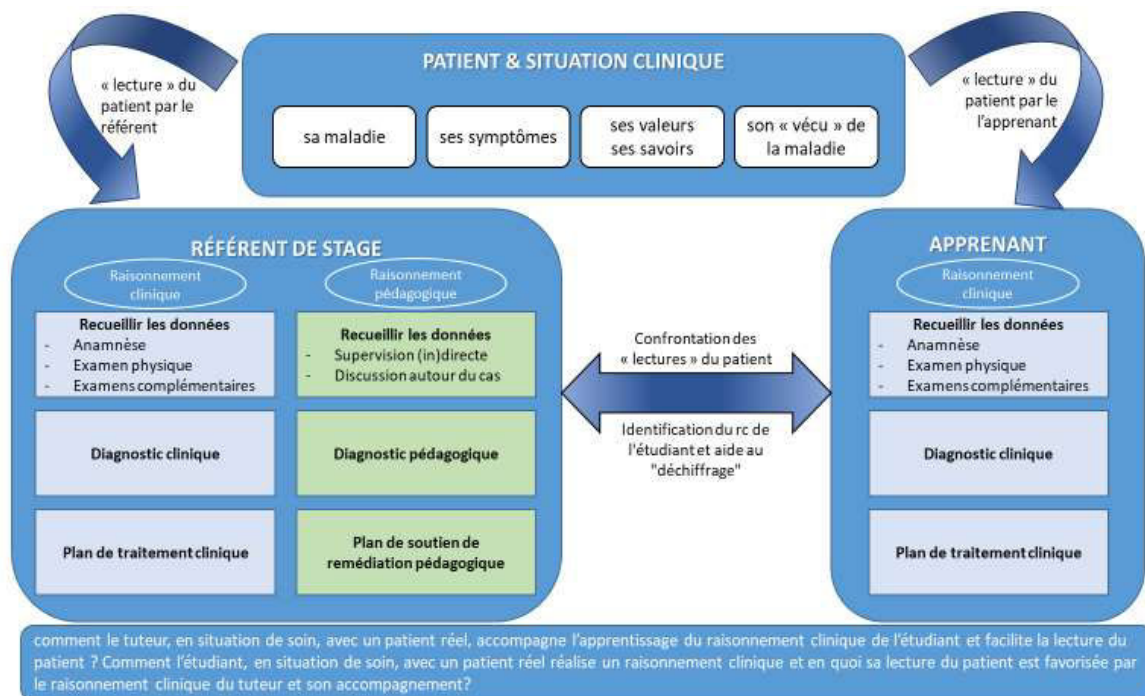 PATIENT & SITUATION CLINIQUE
« lecture » du
patient par le
référent
sa maladie
ses symptômes
ses valeurs
ses savoirs
son « vécu » de
la maladie
« lecture » du
patient par le
l'apprenant
RÉFÉRENT DE STAGE
Raisonnement
clinique
Recueillir les données
- Anamnèse
- Examen physique
- Examens complémentaires
Diagnostic clinique
Plan de traitement clinique
Raisonnement
pédagogique
Recueillir les données
- Supervision (in)directe
- Discussion autour du cas
Diagnostic pédagogique
Plan de soutien de
remédiation pédagogique
Confrontation des
« lectures » du patient
Identification du rc de
l'étudiant et aide au
"déchiffrage"
APPRENANT
Raisonnement
clinique
Recueillir les données
- Anamnèse
- Examen physique
- Examens complémentaires
Diagnostic clinique
Plan de traitement clinique
comment le tuteur, en situation de soin, avec un patient réel, accompagne l'apprentissage du raisonnement clinique de l'étudiant et facilite la lecture du
patient ? Comment l'étudiant, en situation de soin, avec un patient réel réalise un raisonnement clinique et en quoi sa lecture du patient est favorisée par
le raisonnement clinique du tuteur et son accompagnement?